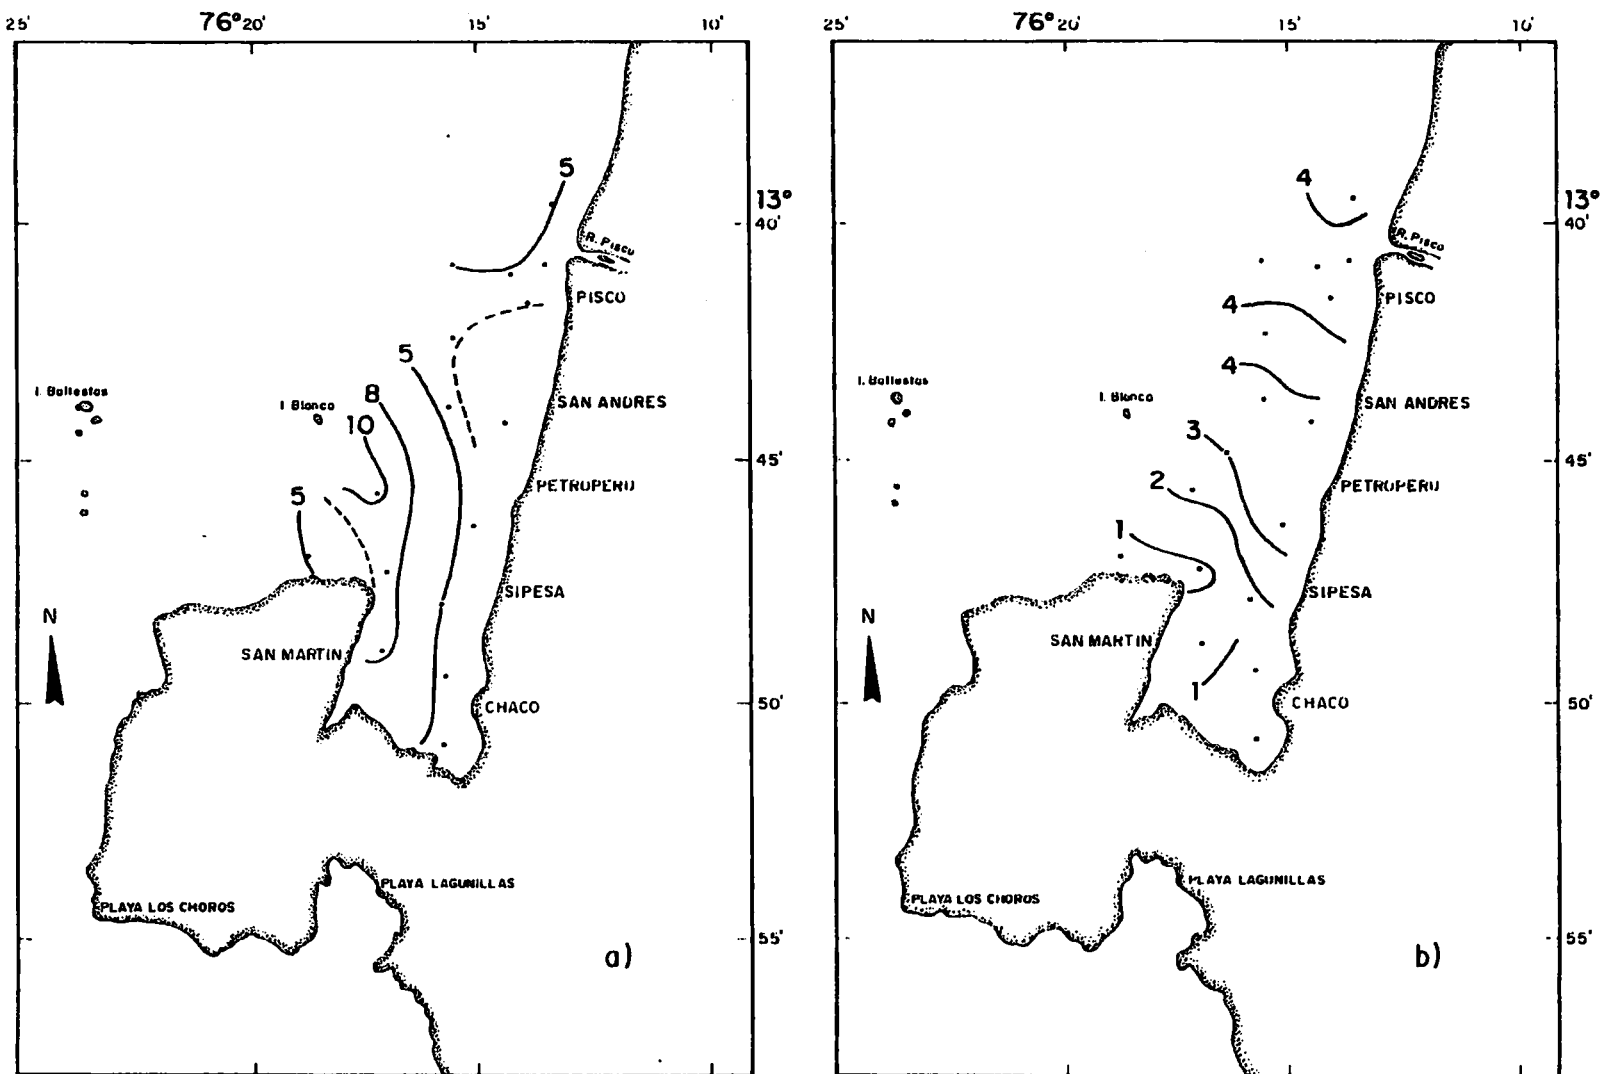 25' 76° 20' 15' 10'
5
13°
40'
R. PISCO
PISCO
5
I. Ballestas
8
I Blanco
SAN ANDRES
10
45'
PETROPERU
5
SIPESA
N
SAN MARTIN
50'
CHACO
PLAYA LAGUNILLAS
PLAYA LOS CHOROS
55'
a)
25' 76° 20' 15' 10'
4
13°
40'
R. PISCO
PISCO
4
4
I. Ballestas
I. Blanco
SAN ANDRES
3
45'
PETROPERU
2
1
SIPESA
N
SAN MARTIN
1
50'
CHACO
PLAYA LAGUNILLAS
PLAYA LOS CHOROS
55'
b)